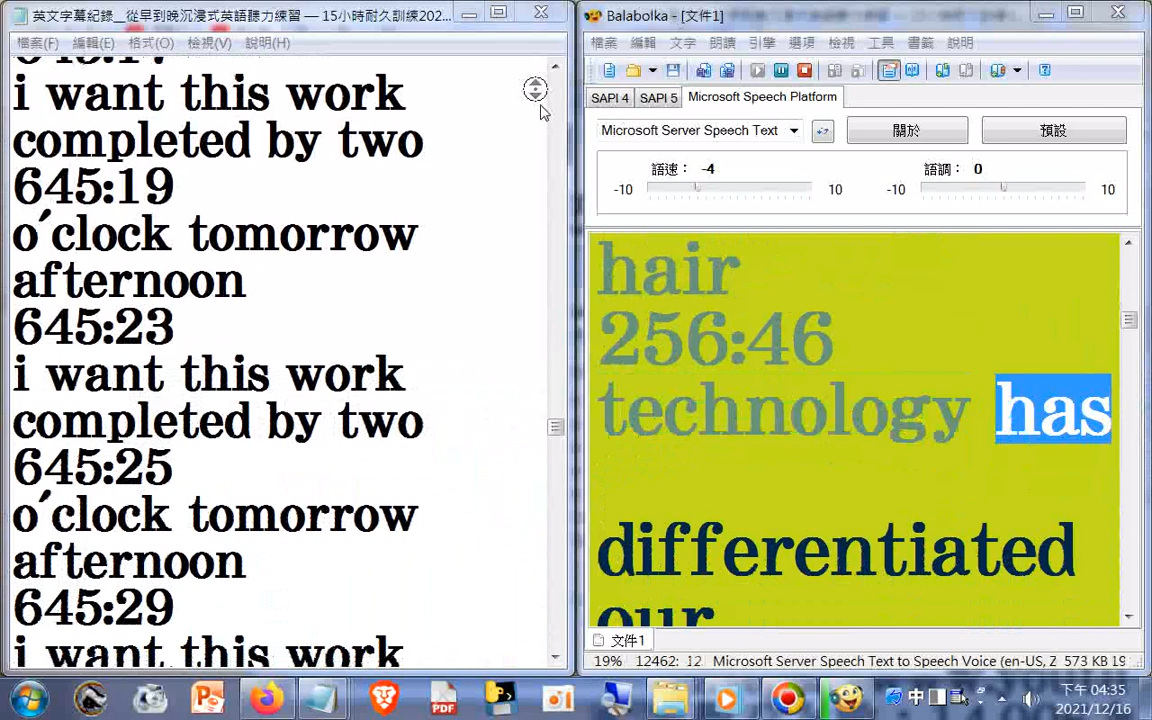 英文字幕紀錄__從早到晚沉浸式英語聽力練習 — 15小時耐久訓練202...
檔案(F) 編輯(E) 格式(O) 檢視(V) 說明(H)
i want this work
completed by two
645:19
o´clock tomorrow
afternoon
645:23
i want this work
completed by two
645:25
o´clock tomorrow
afternoon
645:29
i want this work
Balabolka - [文件1]
檔案 編輯 文字 朗讀 引擎 選項 檢視 工具 書籤 說明
SAPI 4 SAPI 5 Microsoft Speech Platform
Microsoft Server Speech Text 關於 預設
語速： -4 語調： 0
-10 10 -10 10
hair
256:46
technology has
differentiated
our
文件1
19% 12462: 12 Microsoft Server Speech Text to Speech Voice (en-US, Z 573 KB 19
PDF
中
下午 04:35
2021/12/16